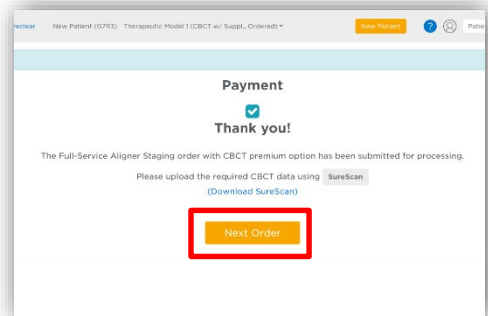 reclear New Patient (G7R3) Therapeutic Model 1 (CBCT w/ Suppl., Ordered) New Patient ? Patie
Payment
Thank you!
The Full-Service Aligner Staging order with CBCT premium option has been submitted for processing.
Please upload the required CBCT data using SureScan
(Download SureScan)
Next Order